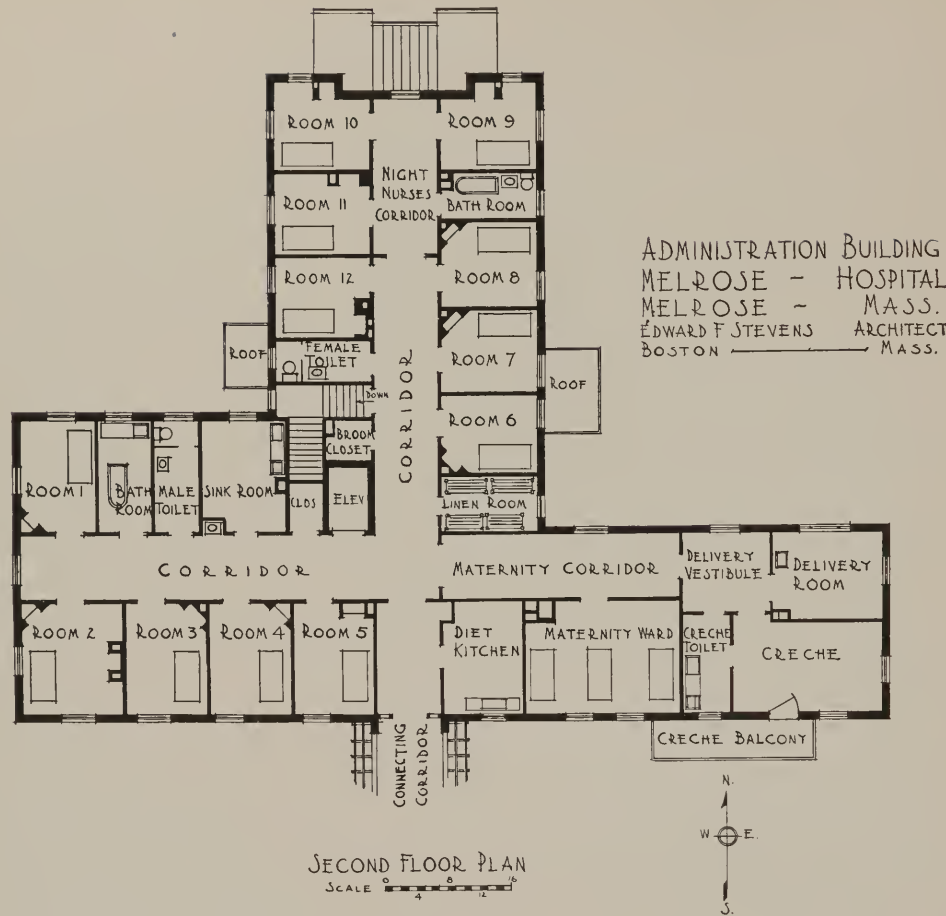 ROOM 10
ROOM 9
NIGHT
NURSES
CORRIDOR
ROOM 11
BATH ROOM
ADMINISTRATION BUILDING
MELROSE ~ HOSPITAL
MELROSE ~ MASS.
EDWARD F STEVENS ARCHITECT
BOSTON — MASS.
ROOM 8
ROOM 12
ROOM 7
ROOF
FEMALE
TOILET
ROOF
DOWN
CORRIDOR
ROOM 6
BROOM
CLOSET
ROOM 1
BATH
ROOM
MALE
TOILET
SINK ROOM
CLOS
ELEV
LINEN ROOM
CORRIDOR
MATERNITY CORRIDOR
DELIVERY
VESTIBULE
DELIVERY
ROOM
ROOM 2
ROOM 3
ROOM 4
ROOM 5
DIET
KITCHEN
MATERNITY WARD
CRECHE
TOILET
CRECHE
CONNECTING
CORRIDOR
CRECHE BALCONY
N.
W E.
S.
SECOND FLOOR PLAN
SCALE 0 4 8 12 16